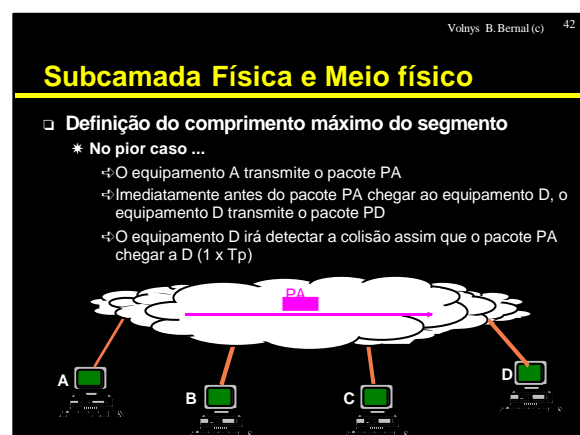 Volnys B. Bernal (c) 42
Subcamada Física e Meio físico
❏ Definição do comprimento máximo do segmento
✴ No pior caso ...
➪O equipamento A transmite o pacote PA
➪Imediatamente antes do pacote PA chegar ao equipamento D, o
equipamento D transmite o pacote PD
➪O equipamento D irá detectar a colisão assim que o pacote PA
chegar a D (1 x Tp)
PA
A
B
C
D